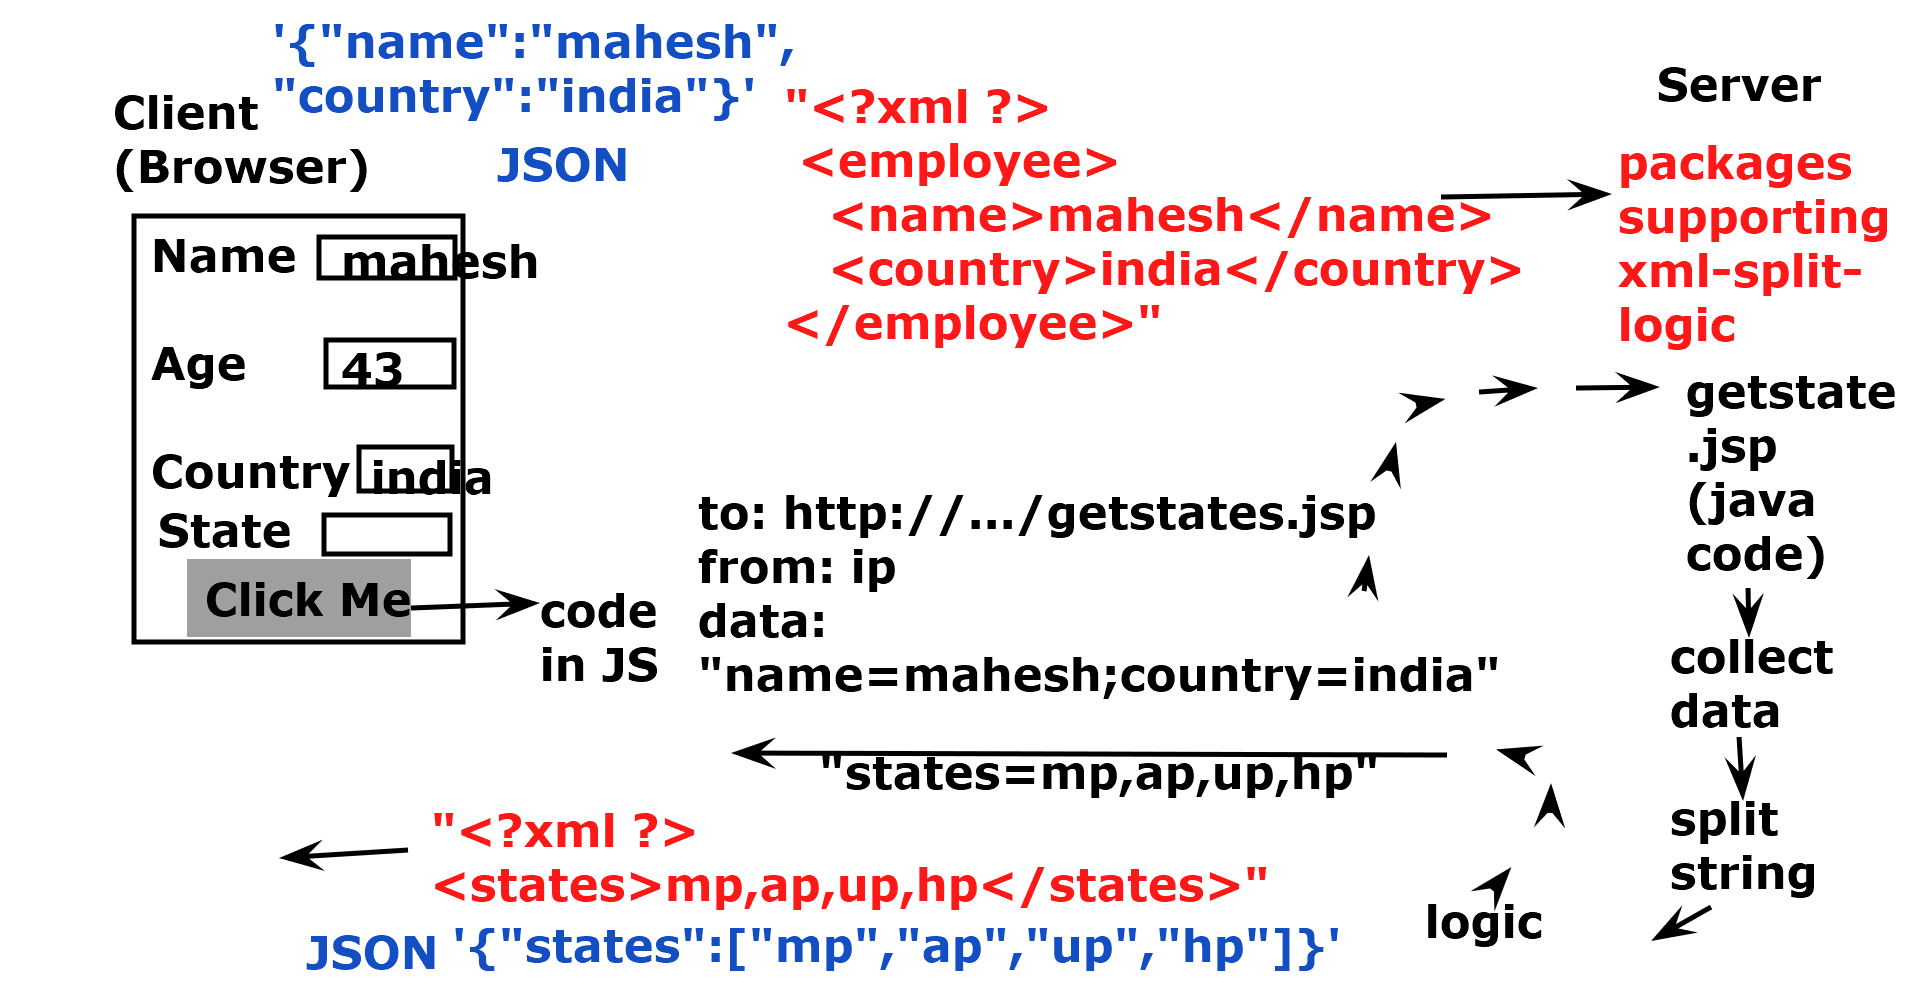 '{"name":"mahesh",
"country":"india"}'
JSON
Client
(Browser)
Name
mahesh
Age
43
Country
india
State
Click Me
code
in JS
"<?xml ?>
<employee>
<name>mahesh</name>
<country>india</country>
</employee>"
Server
packages
supporting
xml-split-
logic
to: http://.../getstates.jsp
from: ip
data:
"name=mahesh;country=india"
getstate
.jsp
(java
code)
collect
data
split
string
logic
"states=mp,ap,up,hp"
"<?xml ?>
<states>mp,ap,up,hp</states>"
JSON '{"states":["mp","ap","up","hp"]}'